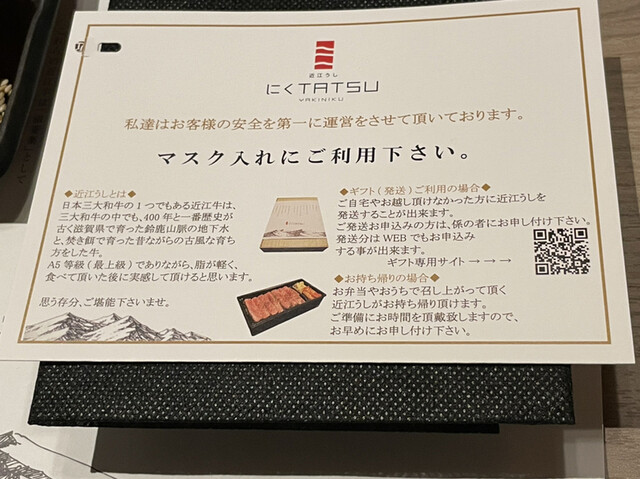 近江うし
にくTATSU
YAKINIKU
私達はお客様の安全を第一に運営をさせて頂いております。
マスク入れにご利用下さい。
◆近江うしとは◆
日本三大和牛の1つでもある近江牛は、
三大和牛の中でも、400年と一番歴史が
古く滋賀県で育った鈴鹿山脈の地下水
と、焚き餌で育った昔ながらの古風な育ち
方をした牛。
A5等級(最上級)でありながら、脂が軽く、
食べて頂いた後に実感して頂けると思います。
思う存分、ご堪能下さいませ。
◆ギフト(発送)ご利用の場合◆
ご自宅やお越し頂けなかった方に近江うしを
発送することが出来ます。
ご発送お申込みの方は、係の者にお申し付け下さい。
発送分はWEBでもお申込み
する事が出来ます。
ギフト専用サイト→→→
◆お持ち帰りの場合◆
お弁当やおうちで召し上がって頂く
近江うしがお持ち帰り頂けます。
ご準備にお時間を頂戴致しますので、
お早めにお申し付け下さい。